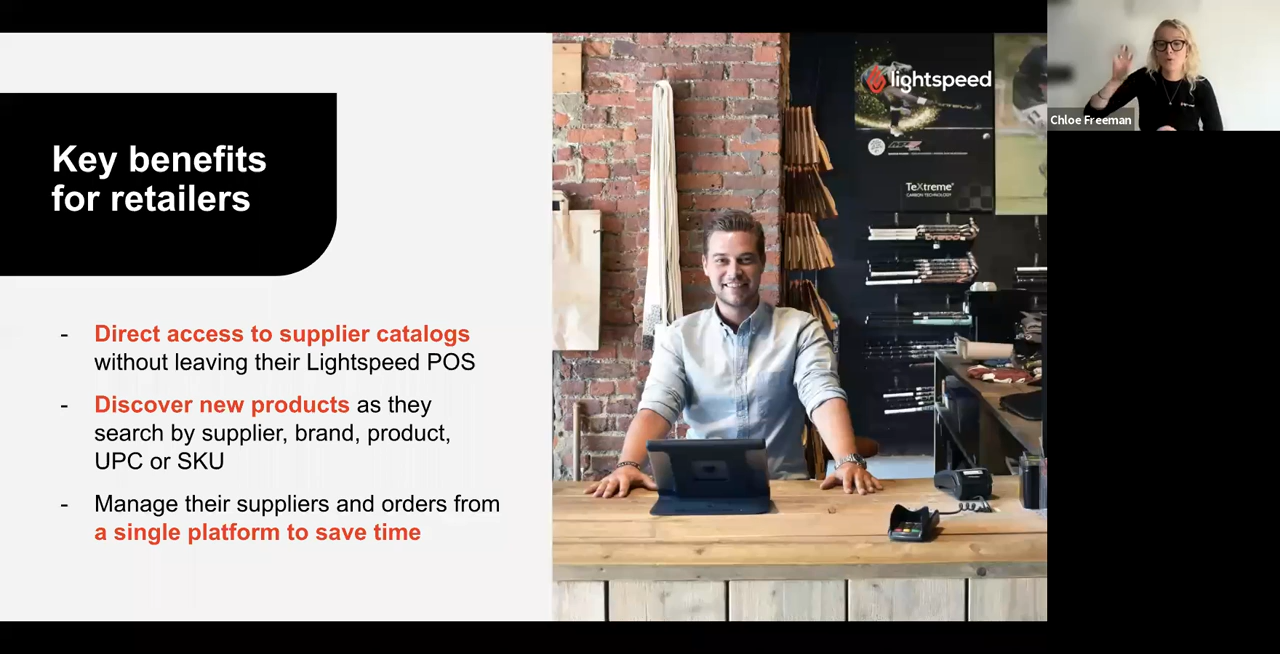 Key benefits
for retailers
- Direct access to supplier catalogs
without leaving their Lightspeed POS
- Discover new products as they
search by supplier, brand, product,
UPC or SKU
- Manage their suppliers and orders from
a single platform to save time
lightspeed
TeXtreme®
CARBON TECHNOLOGY
Chloe Freeman